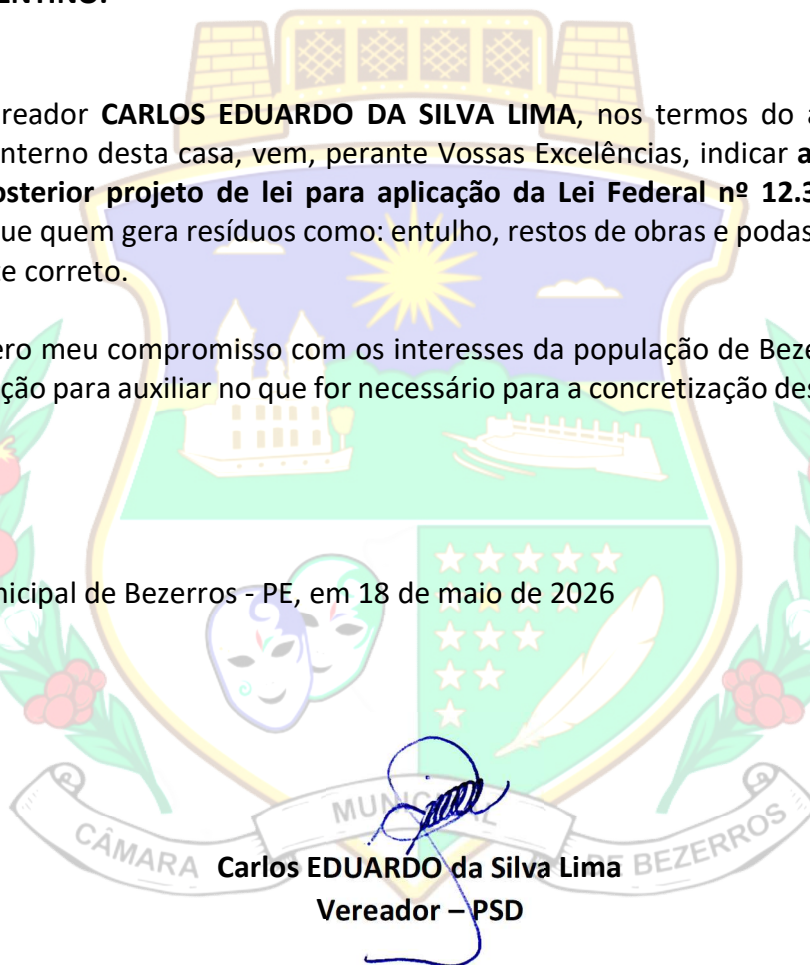 ENTINO.
reador CARLOS EDUARDO DA SILVA LIMA, nos termos do a
nterno desta casa, vem, perante Vossas Excelências, indicar a
osterior projeto de lei para aplicação da Lei Federal nº 12.3
ue quem gera resíduos como: entulho, restos de obras e podas
e correto.
ero meu compromisso com os interesses da população de Beze
ção para auxiliar no que for necessário para a concretização des
nicipal de Bezerros - PE, em 18 de maio de 2026
CÂMARA MUNICIPAL DE BEZERROS
Carlos EDUARDO da Silva Lima
Vereador – PSD